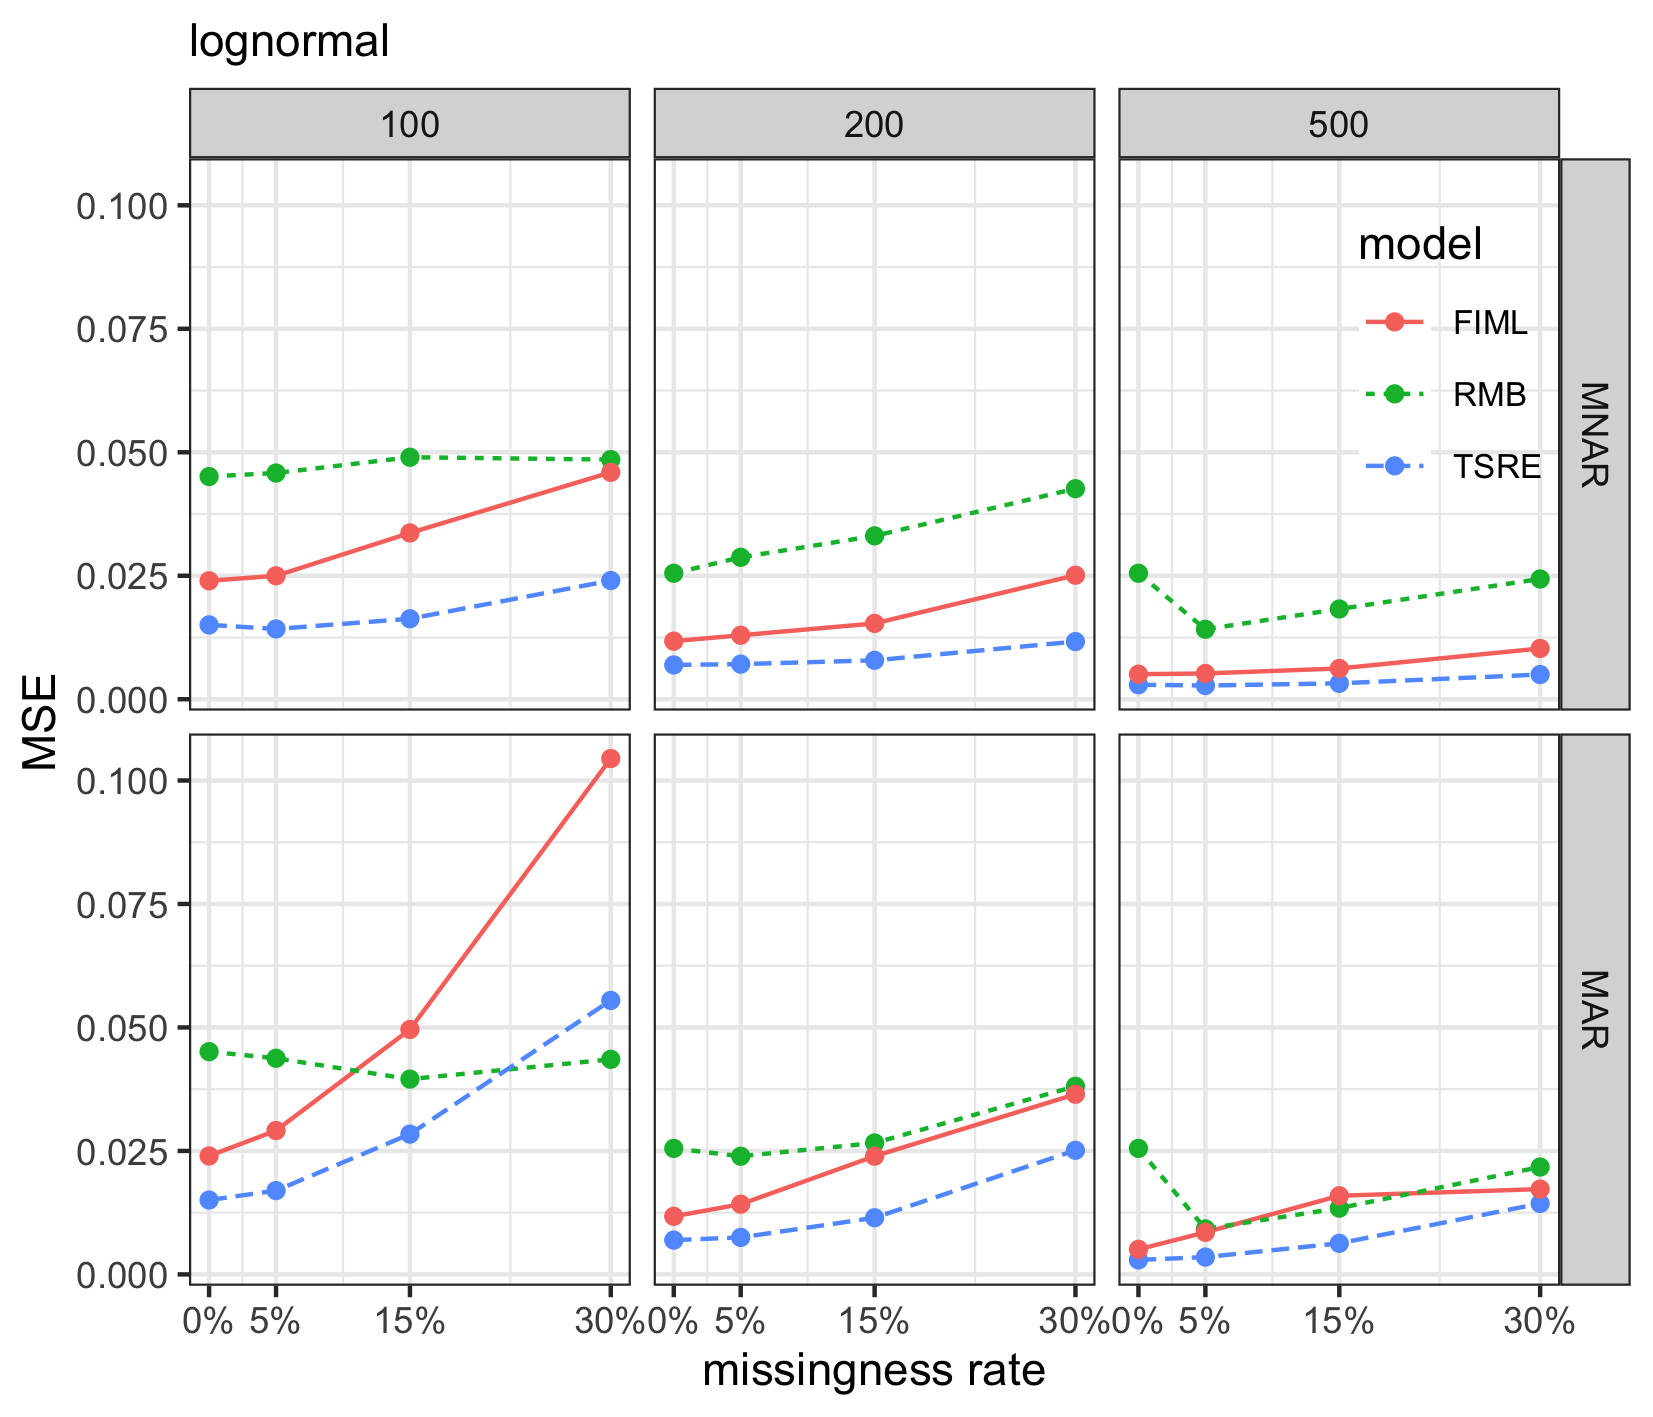 lognormal
100 200 500
0.100
0.075
0.050
0.025
0.000
model
FIML
RMB
TSRE
MNAR
MSE
0.100
0.075
0.050
0.025
0.000
MAR
0% 5% 15% 30% 0% 5% 15% 30% 0% 5% 15% 30%
missingness rate